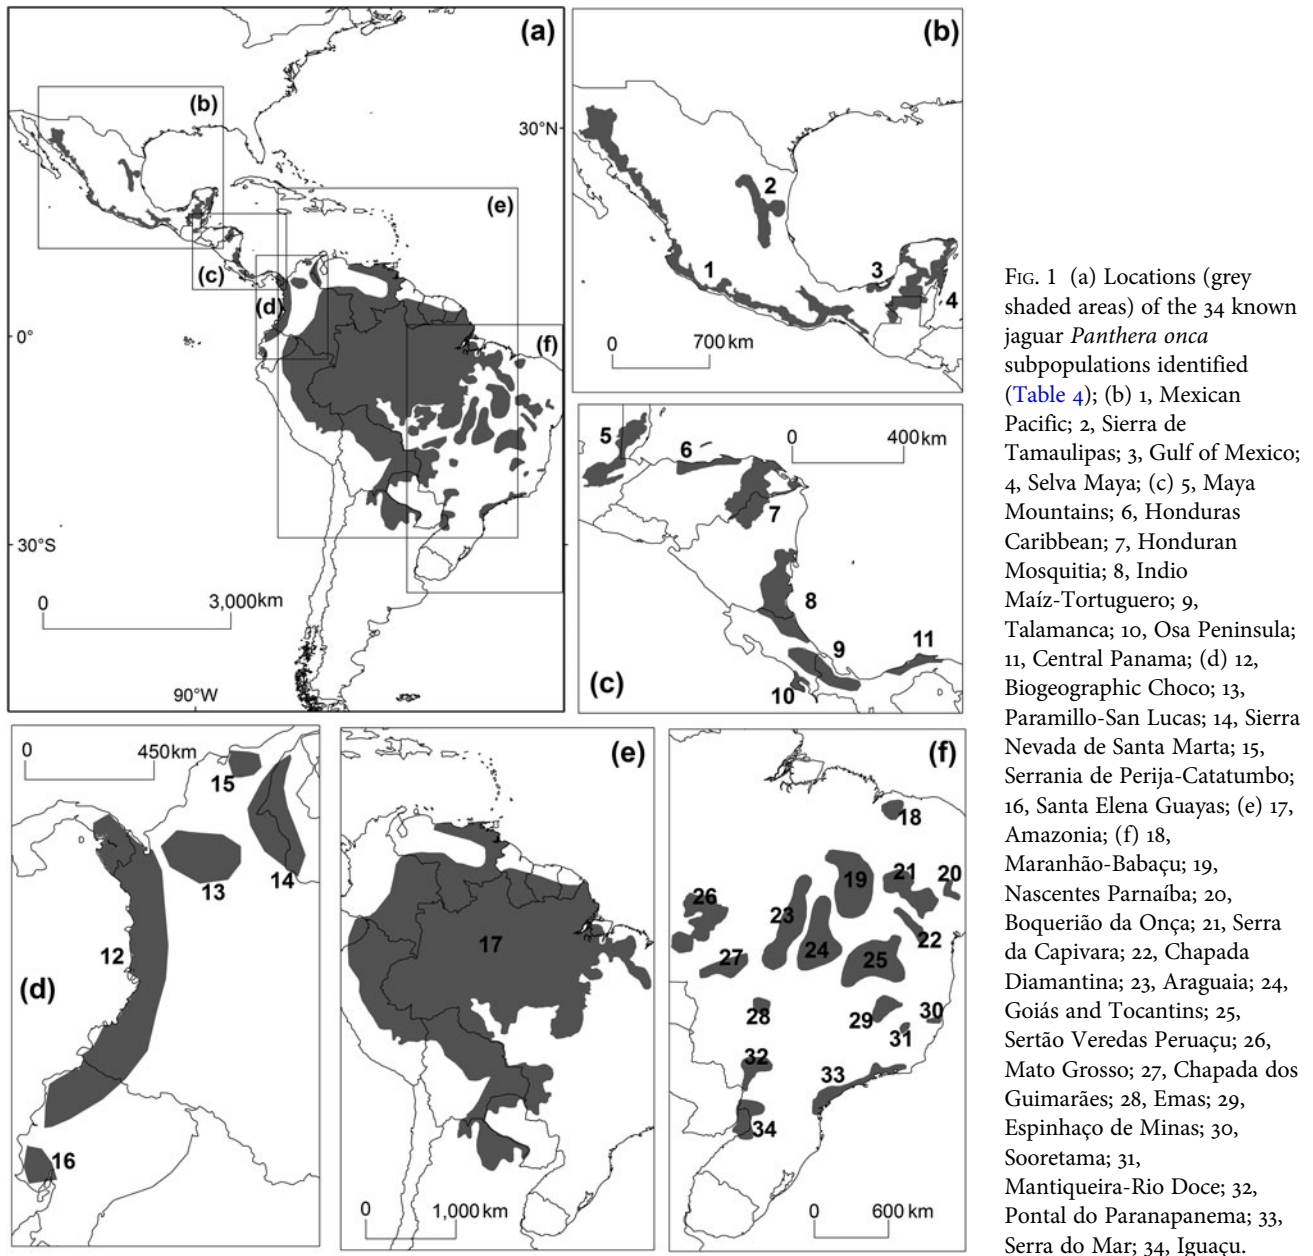 (a)
(b)
30°N
(b)
(e)
(c)
(d)
0°
(f)
30°S
0 3,000km
90°W
2
1
3
4
0 700km
5
6
0 400km
7
8
9
11
10
(c)
0 450km
15
13
14
12
(d)
16
(e)
17
0 1,000km
(f)
18
19
21
20
26
23
22
24
25
27
28
29
30
31
32
33
34
0 600km
FIG. 1 (a) Locations (grey
shaded areas) of the 34 known
jaguar Panthera onca
subpopulations identified
(Table 4); (b) 1, Mexican
Pacific; 2, Sierra de
Tamaulipas; 3, Gulf of Mexico;
4, Selva Maya; (c) 5, Maya
Mountains; 6, Honduras
Caribbean; 7, Honduran
Mosquitia; 8, Indio
Maíz-Tortuguero; 9,
Talamanca; 10, Osa Peninsula;
11, Central Panama; (d) 12,
Biogeographic Choco; 13,
Paramillo-San Lucas; 14, Sierra
Nevada de Santa Marta; 15,
Serrania de Perija-Catatumbo;
16, Santa Elena Guayas; (e) 17,
Amazonia; (f) 18,
Maranhão-Babaçu; 19,
Nascentes Parnaíba; 20,
Boquerião da Onça; 21, Serra
da Capivara; 22, Chapada
Diamantina; 23, Araguaia; 24,
Goiás and Tocantins; 25,
Sertão Veredas Peruaçu; 26,
Mato Grosso; 27, Chapada dos
Guimarães; 28, Emas; 29,
Espinhaço de Minas; 30,
Sooretama; 31,
Mantiqueira-Rio Doce; 32,
Pontal do Paranapanema; 33,
Serra do Mar; 34, Iguaçu.